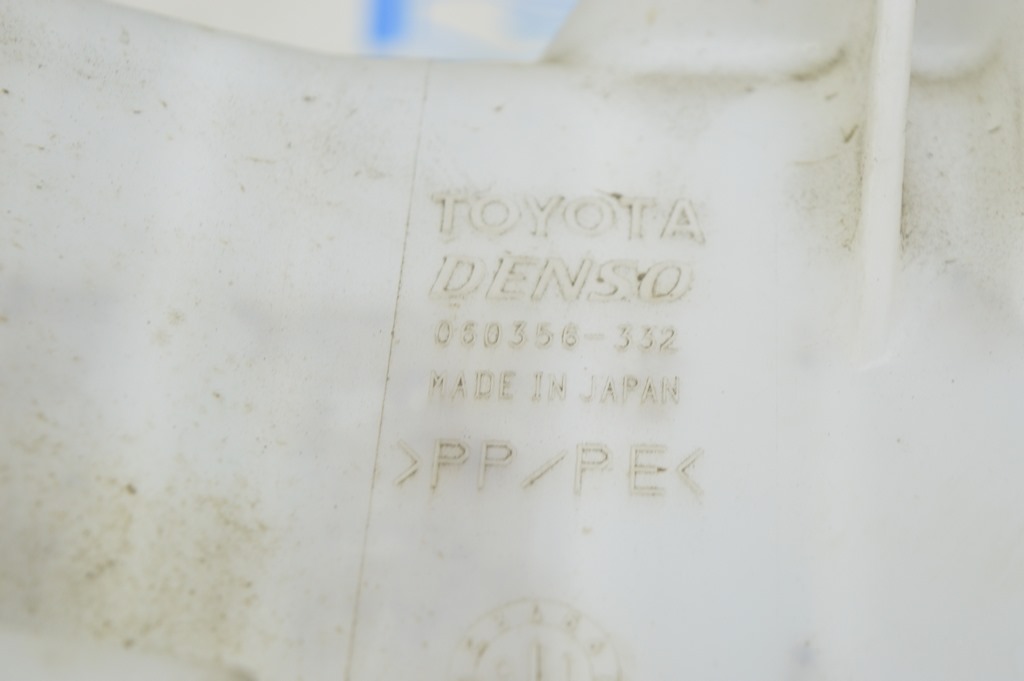 TOYOTA
DENSO
060356-332
MADE IN JAPAN
>PP/PE<